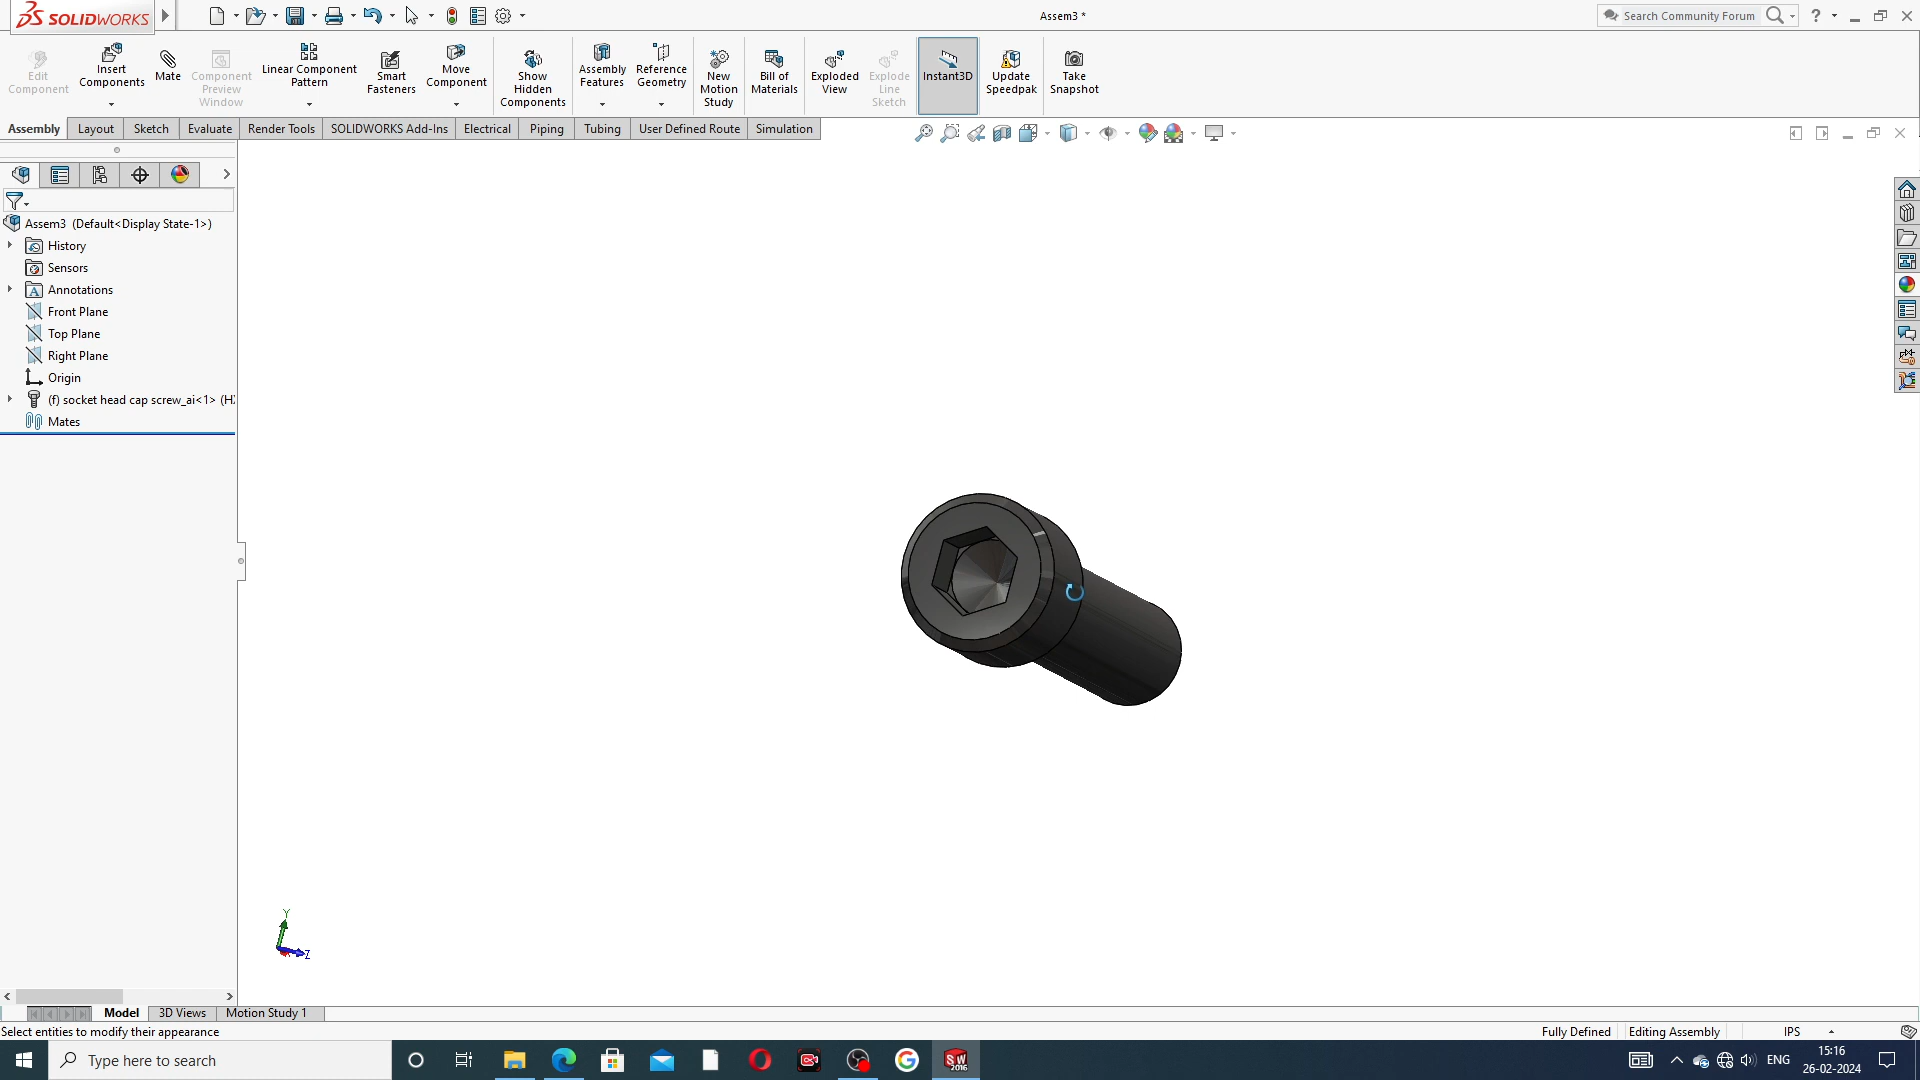 SOLIDWORKS
Assem3 *
Search Community Forum
?
Edit Component
Insert Components
Mate
Component Preview Window
Linear Component Pattern
Smart Fasteners
Move Component
Show Hidden Components
Assembly Features
Reference Geometry
New Motion Study
Bill of Materials
Exploded View
Explode Line Sketch
Instant3D
Update Speedpak
Take Snapshot
Assembly Layout Sketch Evaluate Render Tools SOLIDWORKS Add-Ins Electrical Piping Tubing User Defined Route Simulation
Assem3 (Default<Display State-1>)
History
Sensors
A Annotations
Front Plane
Top Plane
Right Plane
Origin
(f) socket head cap screw_ai<1> (H
Mates
Y
Z
Model 3D Views Motion Study 1
Select entities to modify their appearance
Fully Defined Editing Assembly IPS
Type here to search
SW 2016
ENG
15:16
26-02-2024